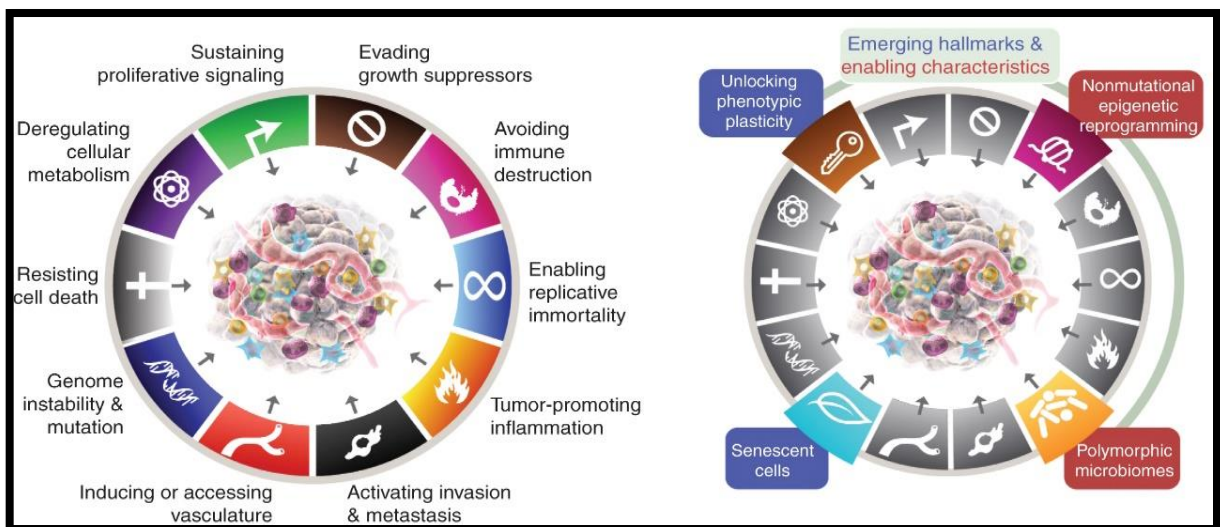 Sustaining
proliferative signaling
Evading
growth suppressors
Deregulating
cellular
metabolism
Avoiding
immune
destruction
Resisting
cell death
Enabling
replicative
immortality
Genome
instability &
mutation
Tumor-promoting
inflammation
Inducing or accessing
vasculature
Activating invasion
& metastasis
Emerging hallmarks &
enabling characteristics
Unlocking
phenotypic
plasticity
Nonmutational
epigenetic
reprogramming
Senescent
cells
Polymorphic
microbiomes